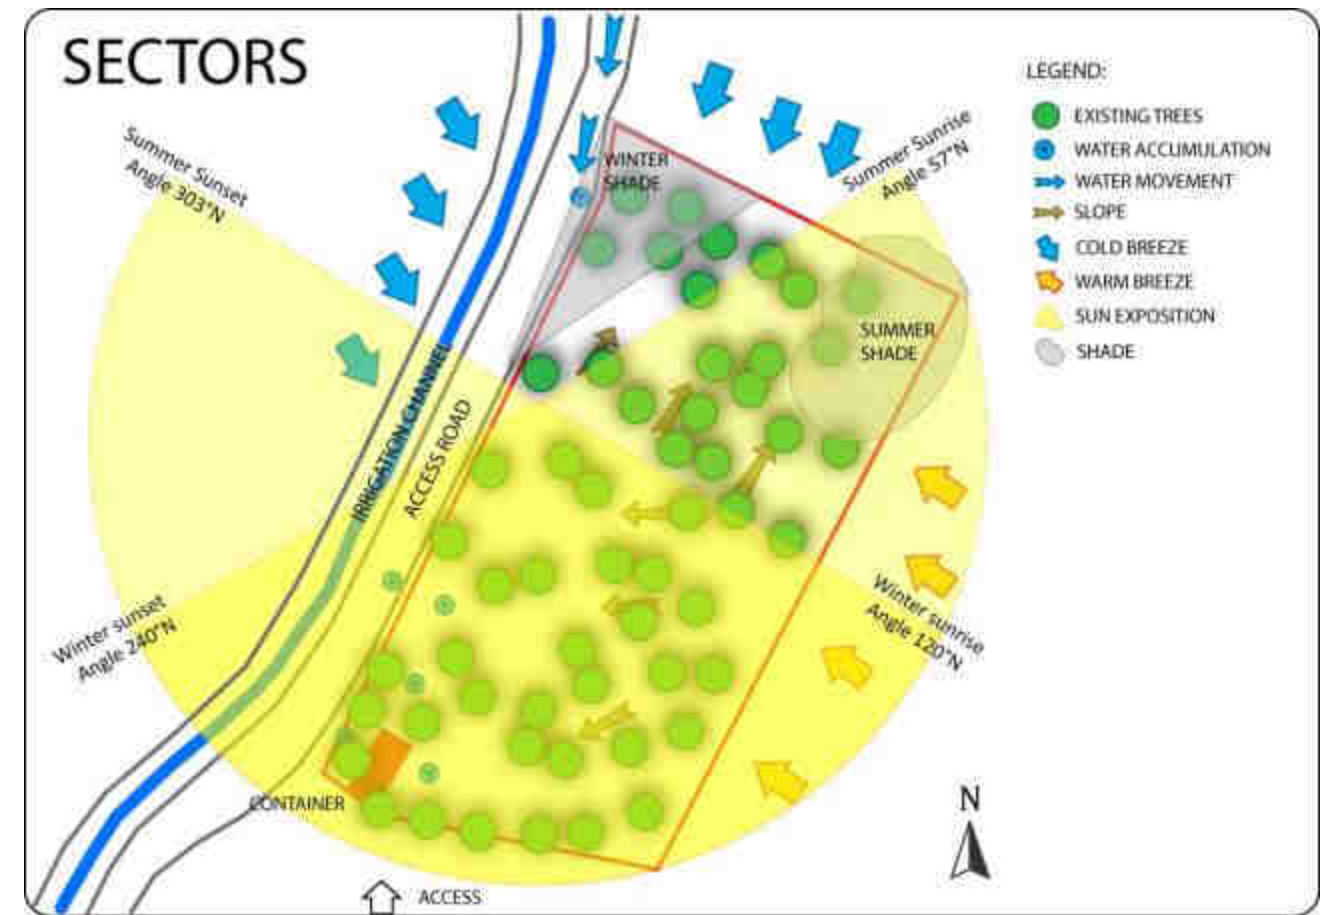 SECTORS
LEGEND:
EXISTING TREES
WATER ACCUMULATION
WATER MOVEMENT
SLOPE
COLD BREEZE
WARM BREEZE
SUN EXPOSITION
SHADE
Summer Sunset
Angle 303°N
Summer Sunrise
Angle 57°N
WINTER
SHADE
SUMMER
SHADE
IRRIGATION CHANNEL
ACCESS ROAD
Winter sunset
Angle 240°N
Winter sunrise
Angle 120°N
CONTAINER
N
ACCESS